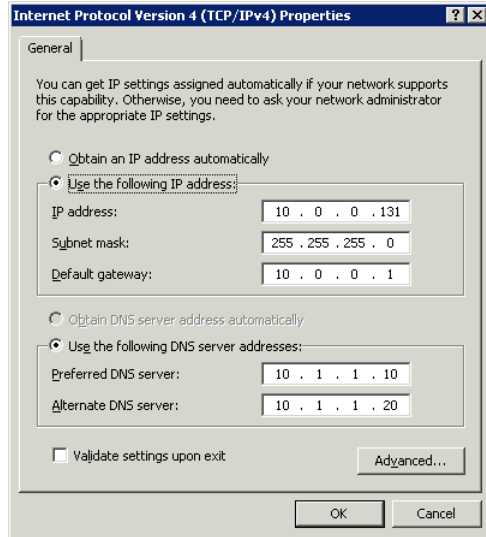 Internet Protocol Version 4 (TCP/IPv4) Properties
General
You can get IP settings assigned automatically if your network supports
this capability. Otherwise, you need to ask your network administrator
for the appropriate IP settings.
Obtain an IP address automatically
Use the following IP address:
IP address: 10 . 0 . 0 . 131
Subnet mask: 255 . 255 . 255 . 0
Default gateway: 10 . 0 . 0 . 1
Obtain DNS server address automatically
Use the following DNS server addresses:
Preferred DNS server: 10 . 1 . 1 . 10
Alternate DNS server: 10 . 1 . 1 . 20
Validate settings upon exit
Advanced...
OK Cancel